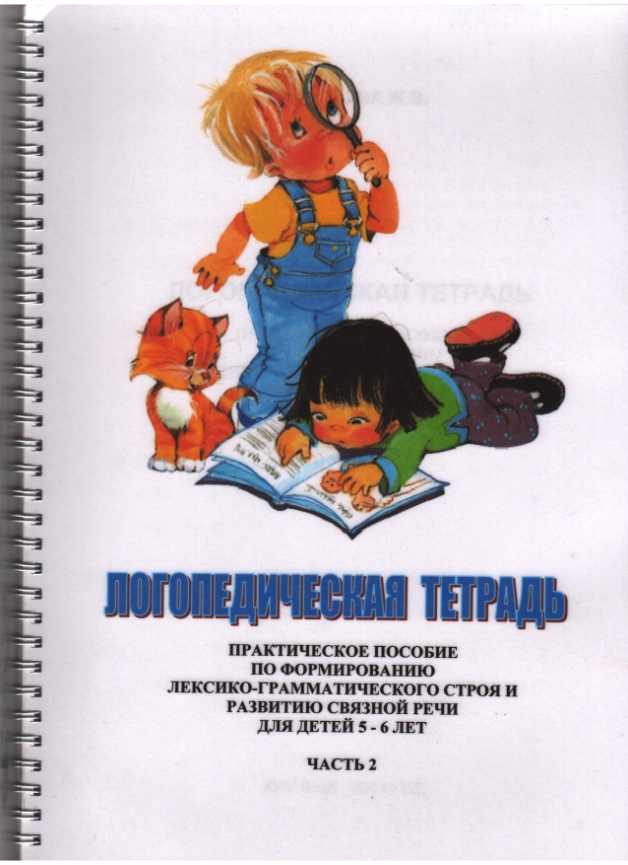 ЛОГОПЕДИЧЕСКАЯ ТЕТРАДЬ
ПРАКТИЧЕСКОЕ ПОСОБИЕ
ПО ФОРМИРОВАНИЮ
ЛЕКСИКО-ГРАММАТИЧЕСКОГО СТРОЯ И
РАЗВИТИЮ СВЯЗНОЙ РЕЧИ
ДЛЯ ДЕТЕЙ 5 - 6 ЛЕТ
ЧАСТЬ 2